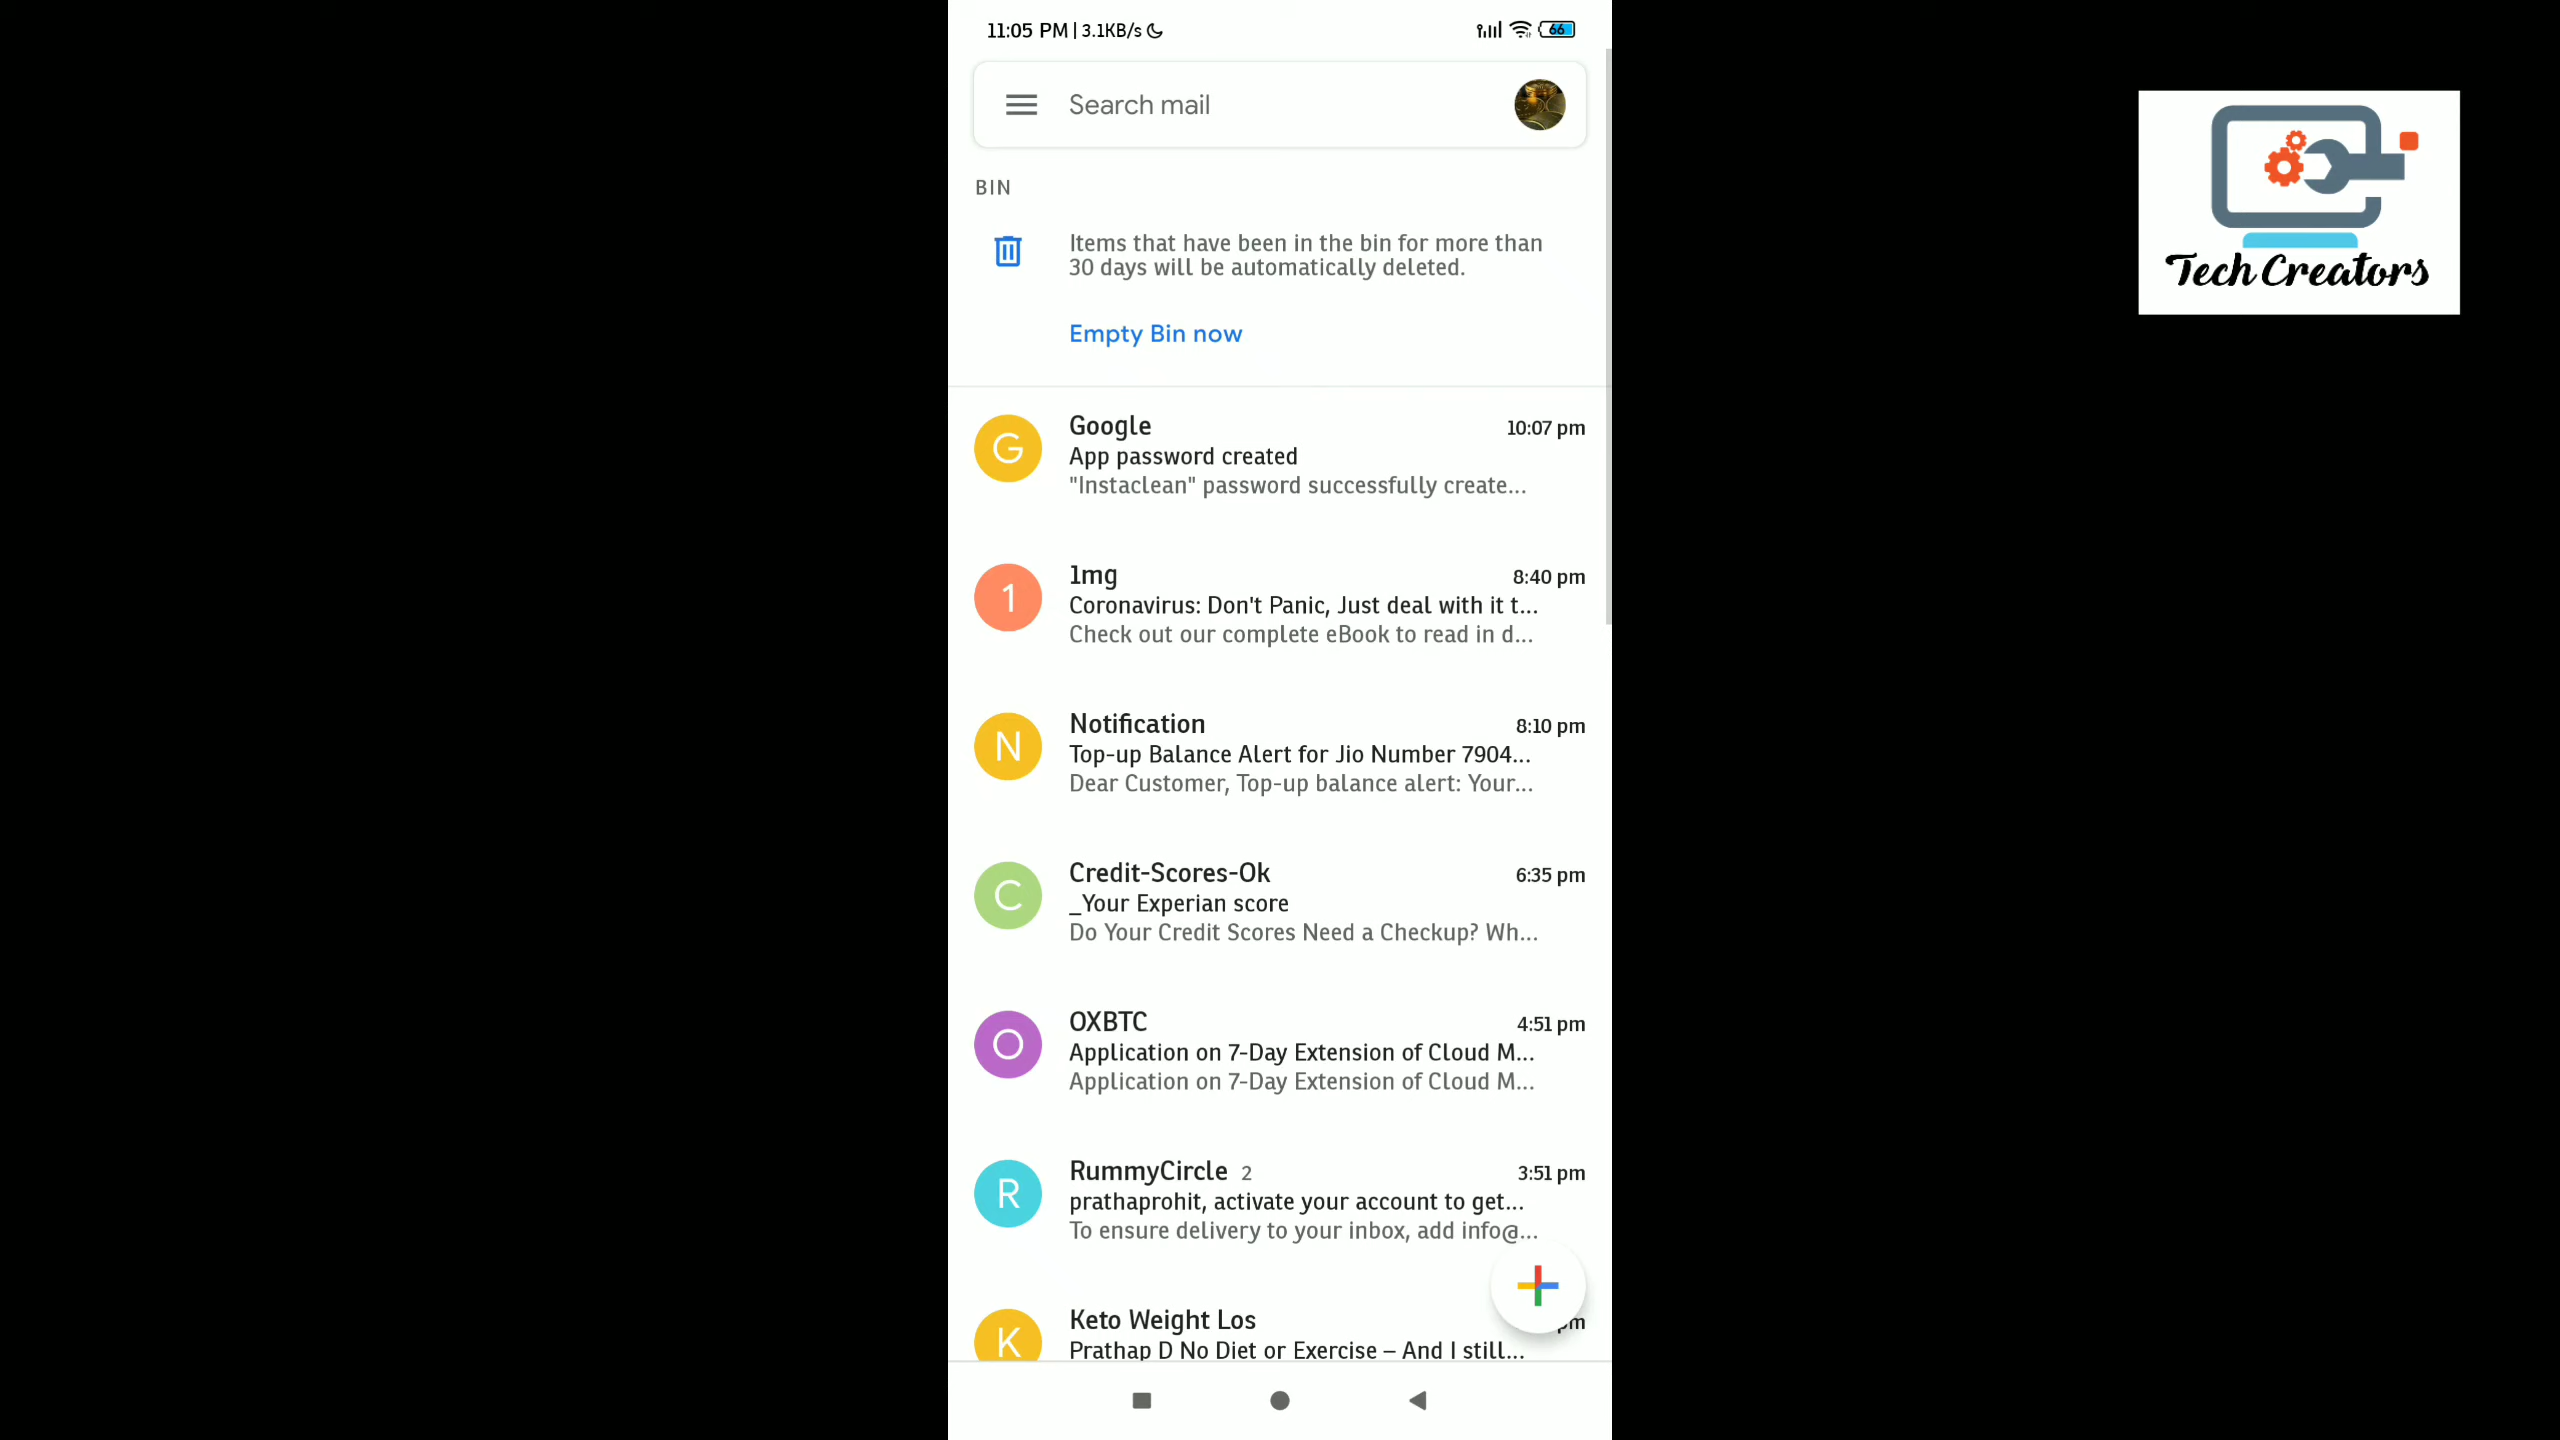 11:05 PM | 3.1KB/s
66
Search mail
BIN
Items that have been in the bin for more than
30 days will be automatically deleted.
Empty Bin now
G
Google
10:07 pm
App password created
"Instaclean" password successfully create...
1
1mg
8:40 pm
Coronavirus: Don't Panic, Just deal with it t...
Check out our complete eBook to read in d...
N
Notification
8:10 pm
Top-up Balance Alert for Jio Number 7904...
Dear Customer, Top-up balance alert: Your...
C
Credit-Scores-Ok
6:35 pm
_Your Experian score
Do Your Credit Scores Need a Checkup? Wh...
O
OXBTC
4:51 pm
Application on 7-Day Extension of Cloud M...
Application on 7-Day Extension of Cloud M...
R
RummyCircle 2
3:51 pm
prathaprohit, activate your account to get...
To ensure delivery to your inbox, add info@...
K
Keto Weight Los
pm
Prathap D No Diet or Exercise – And I still...
Tech Creators